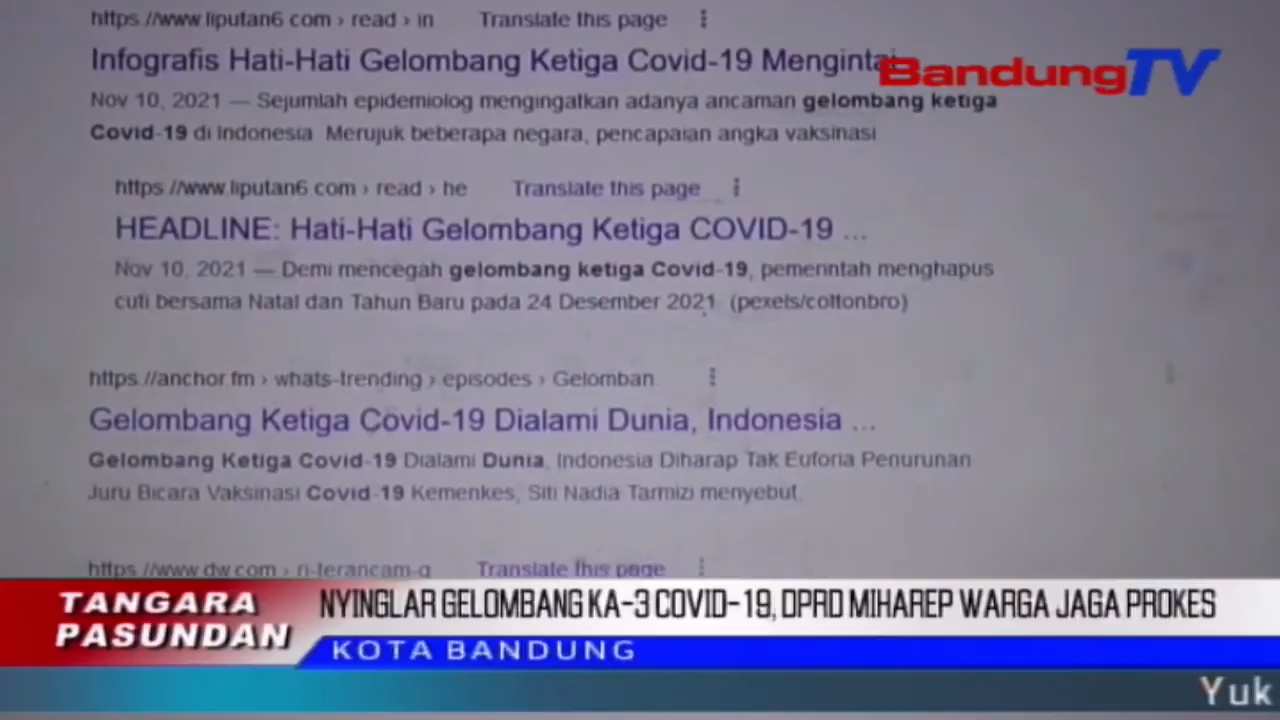 https://www.liputan6.com › read › in Translate this page
Infografis Hati-Hati Gelombang Ketiga Covid-19 Mengintai
BandungTV
Nov 10, 2021 — Sejumlah epidemiolog mengingatkan adanya ancaman gelombang ketiga
Covid-19 di Indonesia. Merujuk beberapa negara, pencapaian angka vaksinasi
https://www.liputan6.com › read › he Translate this page
HEADLINE: Hati-Hati Gelombang Ketiga COVID-19 ...
Nov 10, 2021 — Demi mencegah gelombang ketiga Covid-19, pemerintah menghapus
cuti bersama Natal dan Tahun Baru pada 24 Desember 2021. (pexels/cottonbro)
https://anchor.fm › whats-trending › episodes › Gelomban
Gelombang Ketiga Covid-19 Dialami Dunia, Indonesia ...
Gelombang Ketiga Covid-19 Dialami Dunia, Indonesia Diharap Tak Euforia Penurunan
Juru Bicara Vaksinasi Covid-19 Kemenkes, Siti Nadia Tarmizi menyebut
https://www.dw.com › ri-terancam-g Translate this page
TANGARA
PASUNDAN
NYINGLAR GELOMBANG KA-3 COVID-19, DPRD MIHAREP WARGA JAGA PROKES
KOTA BANDUNG
Yuk